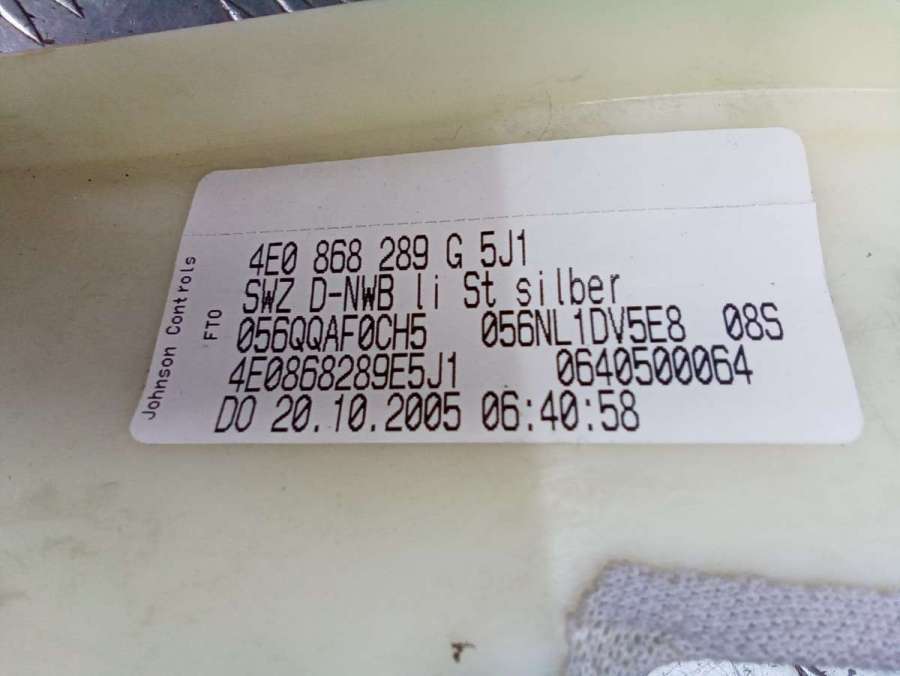 4E0 868 289 G 5J1
SWZ D-NWB li St silber
056QQAF0CH5 056NL1DV5E8 08S
4E0868289E5J1 0640500064
DO 20.10.2005 06:40:58
Johnson Controls
FTO